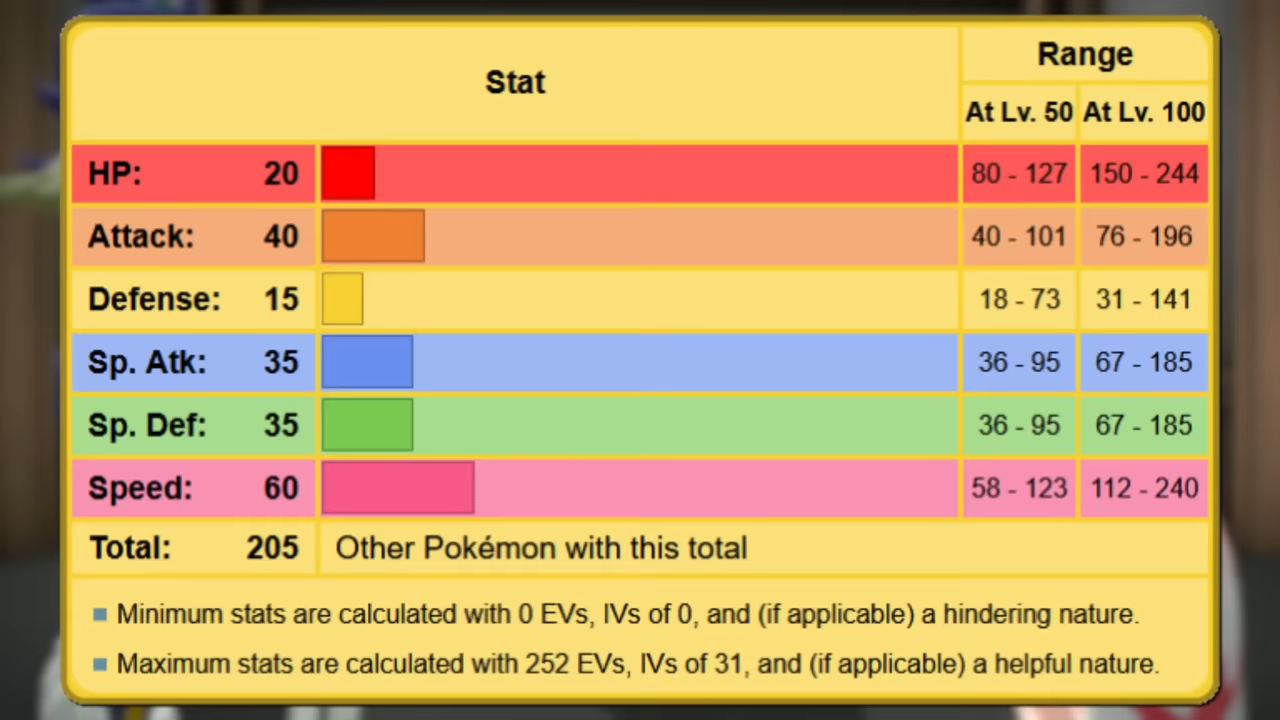 Stat Range
At Lv. 50 At Lv. 100
HP: 20 80 - 127 150 - 244
Attack: 40 40 - 101 76 - 196
Defense: 15 18 - 73 31 - 141
Sp. Atk: 35 36 - 95 67 - 185
Sp. Def: 35 36 - 95 67 - 185
Speed: 60 58 - 123 112 - 240
Total: 205 Other Pokémon with this total
Minimum stats are calculated with 0 EVs, IVs of 0, and (if applicable) a hindering nature.
Maximum stats are calculated with 252 EVs, IVs of 31, and (if applicable) a helpful nature.